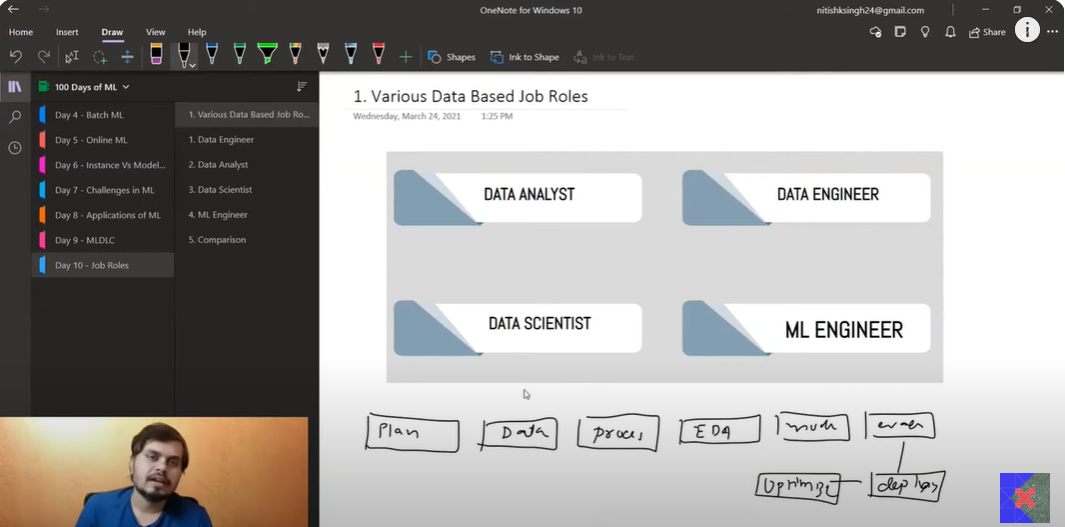 OneNote for Windows 10
nitishksingh24@gmail.com
Home Insert Draw View Help
Share
Shapes
Ink to Shape
Ink to Text
100 Days of ML
Day 4 - Batch ML
Day 5 - Online ML
Day 6 - Instance Vs Model...
Day 7 - Challenges in ML
Day 8 - Applications of ML
Day 9 - MLDLC
Day 10 - Job Roles
1. Various Data Based Job Ro...
1. Data Engineer
2. Data Analyst
3. Data Scientist
4. ML Engineer
5. Comparison
1. Various Data Based Job Roles
Wednesday, March 24, 2021 1:25 PM
DATA ANALYST
DATA ENGINEER
DATA SCIENTIST
ML ENGINEER
Plan Data Proces EDA
Optimize deploy